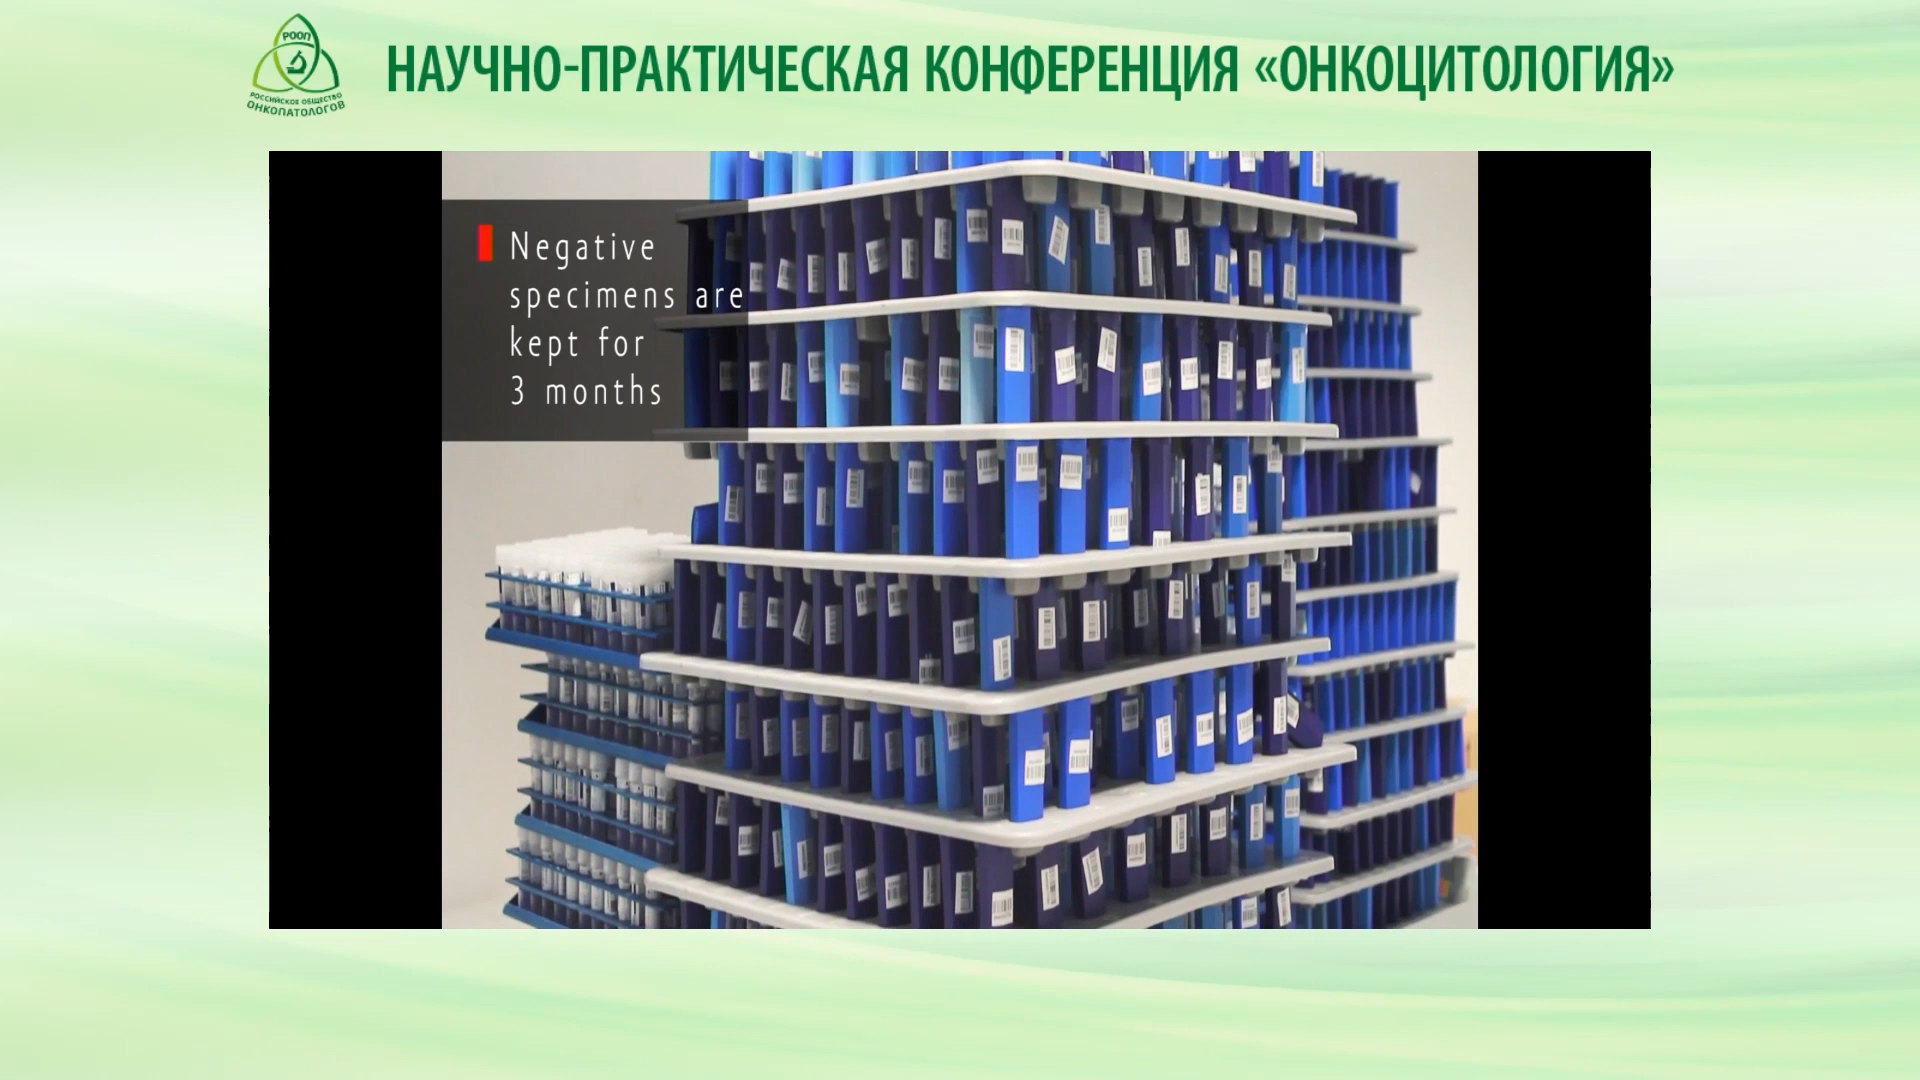 РООП
РОССИЙСКОЕ ОБЩЕСТВО
ОНКОПАТОЛОГОВ
НАУЧНО-ПРАКТИЧЕСКАЯ КОНФЕРЕНЦИЯ «ОНКОЦИТОЛОГИЯ»
Negative
specimens are
kept for
3 months